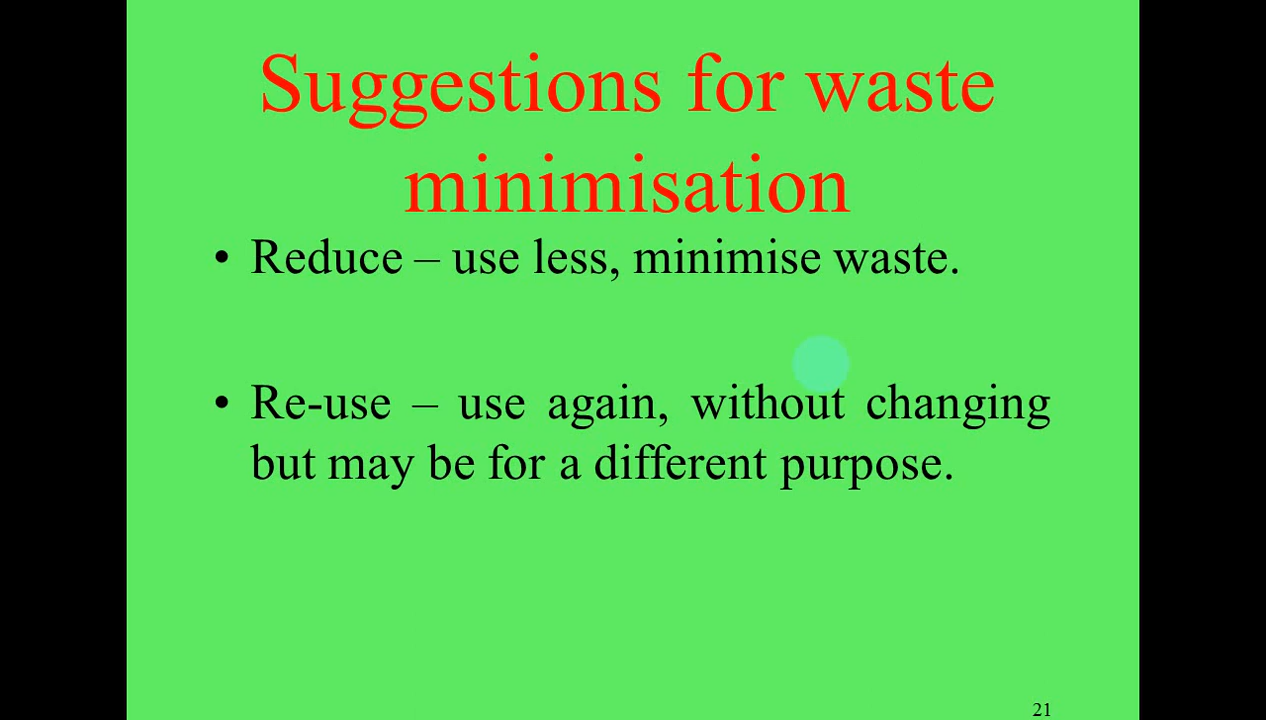 Suggestions for waste
minimisation
• Reduce – use less, minimise waste.
• Re-use – use again, without changing
but may be for a different purpose.
21